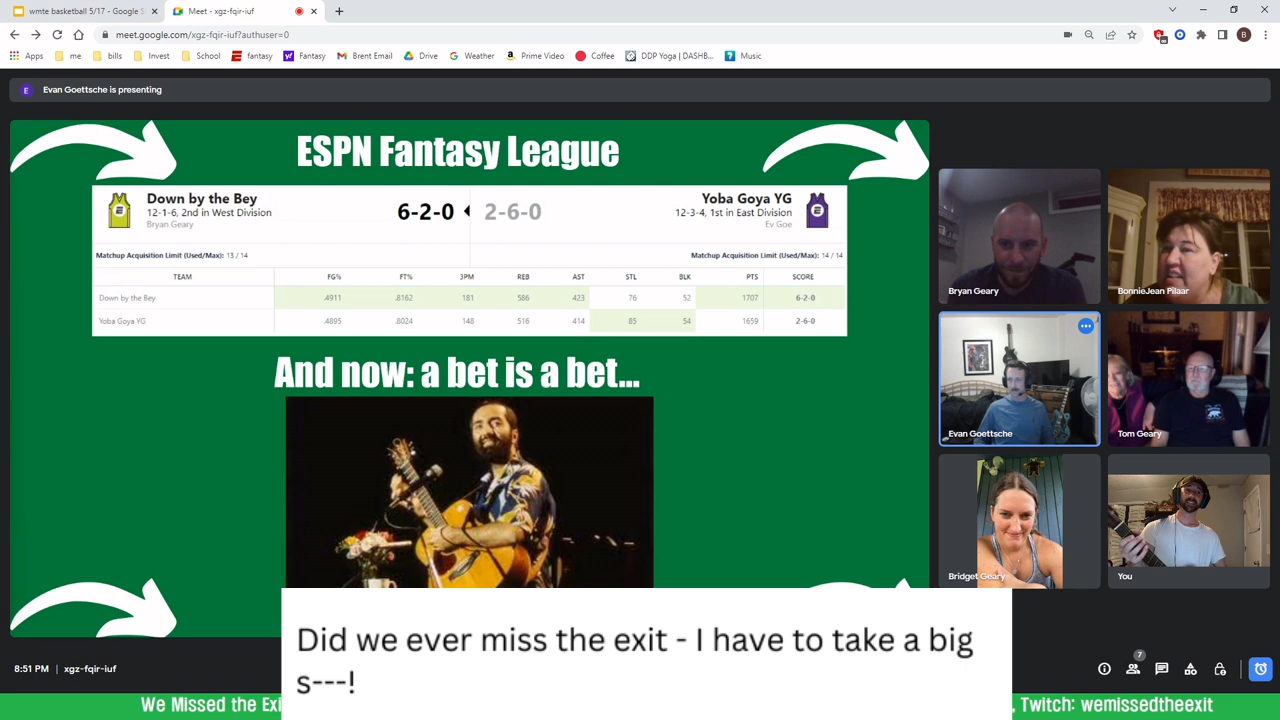 wmte basketball 5/17 - Google S
Meet - xgz-fqir-iuf
meet.google.com/xgz-fqir-iuf?authuser=0
Apps me bills Invest School fantasy Fantasy Brent Email Drive Weather Prime Video Coffee DDP Yoga | DASHB... Music
E Evan Goettsche is presenting
ESPN Fantasy League
Down by the Bey 6-2-0 2-6-0 Yoba Goya YG
12-1-6, 2nd in West Division 12-3-4, 1st in East Division
Bryan Geary Ev Goe
Matchup Acquisition Limit (Used/Max): 13 / 14 Matchup Acquisition Limit (Used/Max): 14 / 14
TEAM FG% FT% 3PM REB AST STL BLK PTS SCORE
Down by the Bey .4911 .8162 181 586 423 76 52 1707 6-2-0
Yoba Goya YG .4895 .8024 148 516 414 85 54 1659 2-6-0
And now: a bet is a bet...
Bryan Geary
BonnieJean Pilaar
Evan Goettsche
Tom Geary
Bridget Geary
You
Did we ever miss the exit - I have to take a big
s---!
8:51 PM | xgz-fqir-iuf
7
We Missed the Exi
, Twitch: wemissedtheexit